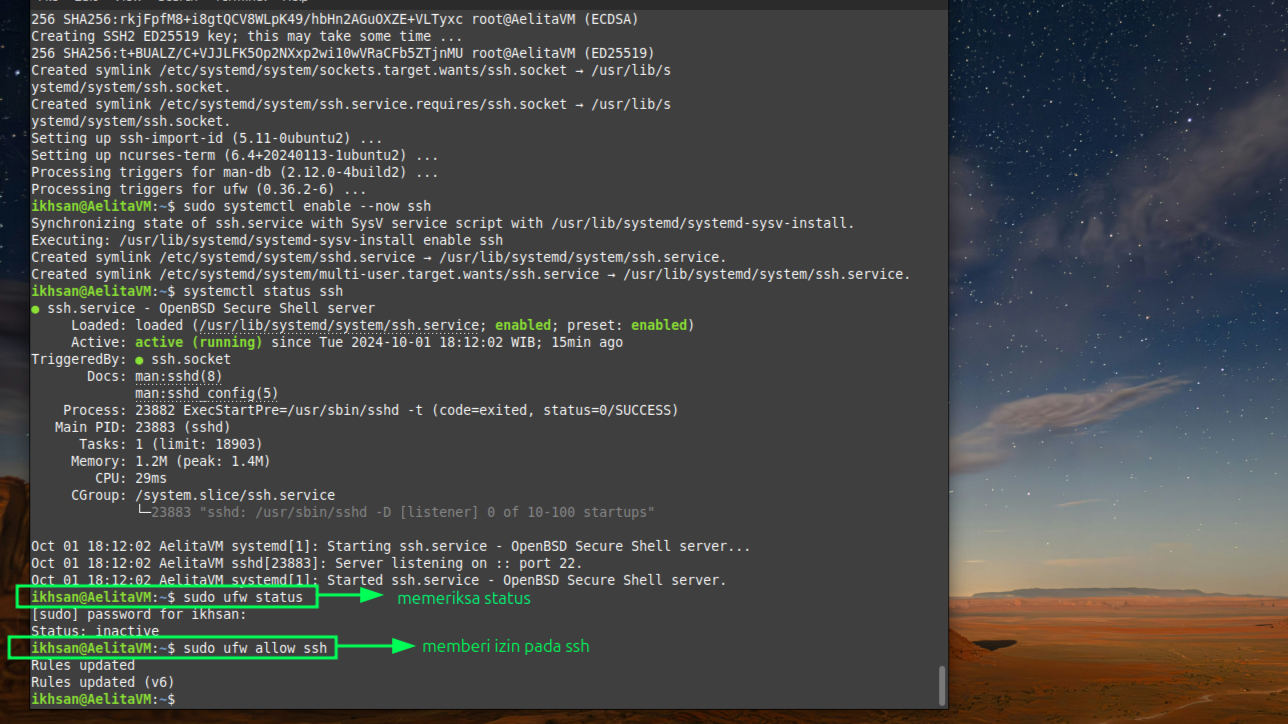 256 SHA256:rkjFpfM8+i8gtQCV8WLpK49/hbHn2AGuOXZE+VLTyxc root@AelitaVM (ECDSA)
Creating SSH2 ED25519 key; this may take some time ...
256 SHA256:t+BUALZ/C+VJJLFK5Op2NXxp2wi10wVRaCFb5ZTjnMU root@AelitaVM (ED25519)
Created symlink /etc/systemd/system/sockets.target.wants/ssh.socket → /usr/lib/s
ystemd/system/ssh.socket.
Created symlink /etc/systemd/system/ssh.service.requires/ssh.socket → /usr/lib/s
ystemd/system/ssh.socket.
Setting up ssh-import-id (5.11-0ubuntu2) ...
Setting up ncurses-term (6.4+20240113-1ubuntu2) ...
Processing triggers for man-db (2.12.0-4build2) ...
Processing triggers for ufw (0.36.2-6) ...
ikhsan@AelitaVM:~$ sudo systemctl enable --now ssh
Synchronizing state of ssh.service with SysV service script with /usr/lib/systemd/systemd-sysv-install.
Executing: /usr/lib/systemd/systemd-sysv-install enable ssh
Created symlink /etc/systemd/system/sshd.service → /usr/lib/systemd/system/ssh.service.
Created symlink /etc/systemd/system/multi-user.target.wants/ssh.service → /usr/lib/systemd/system/ssh.service.
ikhsan@AelitaVM:~$ systemctl status ssh
● ssh.service - OpenBSD Secure Shell server
Loaded: loaded (/usr/lib/systemd/system/ssh.service; enabled; preset: enabled)
Active: active (running) since Tue 2024-10-01 18:12:02 WIB; 15min ago
TriggeredBy: ● ssh.socket
Docs: man:sshd(8)
man:sshd_config(5)
Process: 23882 ExecStartPre=/usr/sbin/sshd -t (code=exited, status=0/SUCCESS)
Main PID: 23883 (sshd)
Tasks: 1 (limit: 18903)
Memory: 1.2M (peak: 1.4M)
CPU: 29ms
CGroup: /system.slice/ssh.service
└─23883 "sshd: /usr/sbin/sshd -D [listener] 0 of 10-100 startups"
Oct 01 18:12:02 AelitaVM systemd[1]: Starting ssh.service - OpenBSD Secure Shell server...
Oct 01 18:12:02 AelitaVM sshd[23883]: Server listening on :: port 22.
Oct 01 18:12:02 AelitaVM systemd[1]: Started ssh.service - OpenBSD Secure Shell server.
ikhsan@AelitaVM:~$ sudo ufw status memeriksa status
[sudo] password for ikhsan:
Status: inactive
ikhsan@AelitaVM:~$ sudo ufw allow ssh memberi izin pada ssh
Rules updated
Rules updated (v6)
ikhsan@AelitaVM:~$